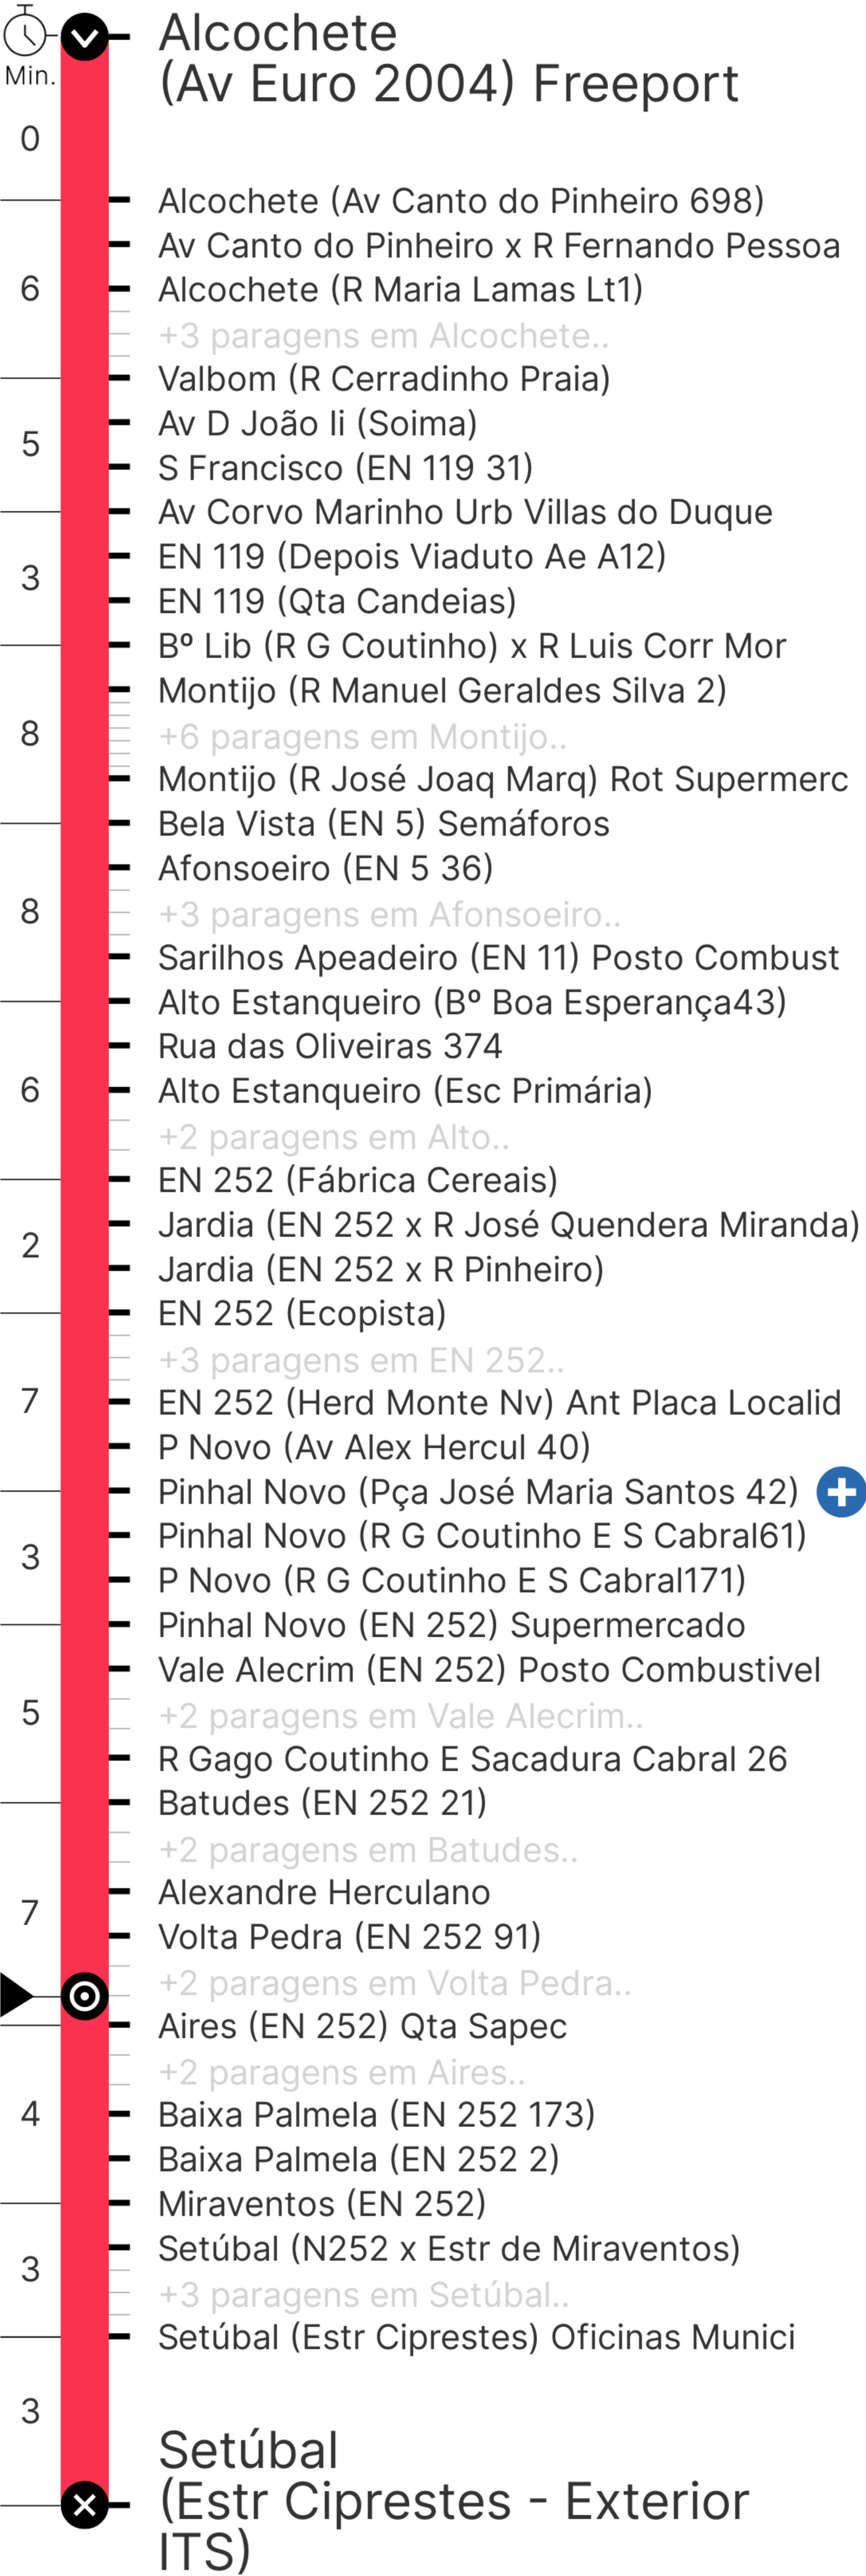 Alcochete
(Av Euro 2004) Freeport
Min.
0
Alcochete (Av Canto do Pinheiro 698)
Av Canto do Pinheiro x R Fernando Pessoa
6
Alcochete (R Maria Lamas Lt1)
+3 paragens em Alcochete..
Valbom (R Cerradinho Praia)
Av D João Ii (Soima)
5
S Francisco (EN 119 31)
Av Corvo Marinho Urb Villas do Duque
EN 119 (Depois Viaduto Ae A12)
3
EN 119 (Qta Candeias)
Bº Lib (R G Coutinho) x R Luis Corr Mor
Montijo (R Manuel Geraldes Silva 2)
8
+6 paragens em Montijo..
Montijo (R José Joaq Marq) Rot Supermerc
Bela Vista (EN 5) Semáforos
Afonsoeiro (EN 5 36)
8
+3 paragens em Afonsoeiro..
Sarilhos Apeadeiro (EN 11) Posto Combust
Alto Estanqueiro (Bº Boa Esperança43)
Rua das Oliveiras 374
6
Alto Estanqueiro (Esc Primária)
+2 paragens em Alto..
EN 252 (Fábrica Cereais)
Jardia (EN 252 x R José Quendera Miranda)
2
Jardia (EN 252 x R Pinheiro)
EN 252 (Ecopista)
+3 paragens em EN 252..
7
EN 252 (Herd Monte Nv) Ant Placa Localid
P Novo (Av Alex Hercul 40)
Pinhal Novo (Pça José Maria Santos 42)
Pinhal Novo (R G Coutinho E S Cabral61)
3
P Novo (R G Coutinho E S Cabral171)
Pinhal Novo (EN 252) Supermercado
Vale Alecrim (EN 252) Posto Combustivel
5
+2 paragens em Vale Alecrim..
R Gago Coutinho E Sacadura Cabral 26
Batudes (EN 252 21)
+2 paragens em Batudes..
Alexandre Herculano
7
Volta Pedra (EN 252 91)
+2 paragens em Volta Pedra..
Aires (EN 252) Qta Sapec
+2 paragens em Aires..
4
Baixa Palmela (EN 252 173)
Baixa Palmela (EN 252 2)
Miraventos (EN 252)
Setúbal (N252 x Estr de Miraventos)
3
+3 paragens em Setúbal..
Setúbal (Estr Ciprestes) Oficinas Munici
3
Setúbal
(Estr Ciprestes - Exterior
ITS)